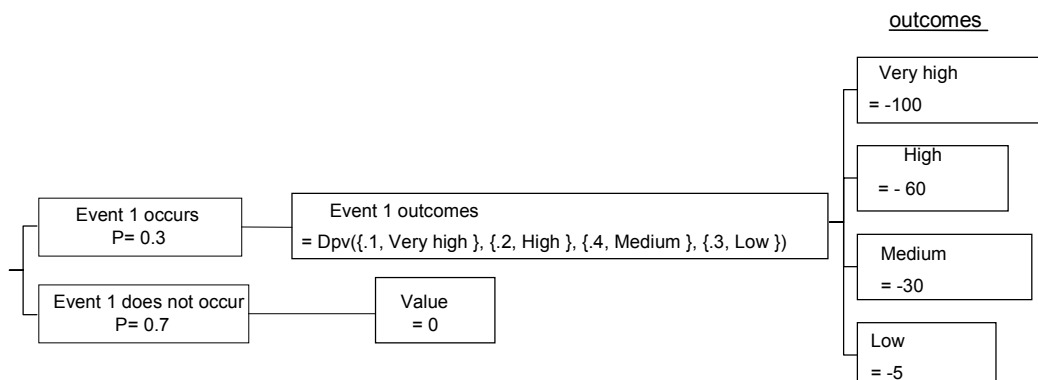 outcomes
Very high
= -100
High
= - 60
Event 1 occurs
P= 0.3
Event 1 outcomes
= Dpv({.1, Very high }, {.2, High }, {.4, Medium }, {.3, Low })
Medium
= -30
Event 1 does not occur
P= 0.7
Value
= 0
Low
= -5